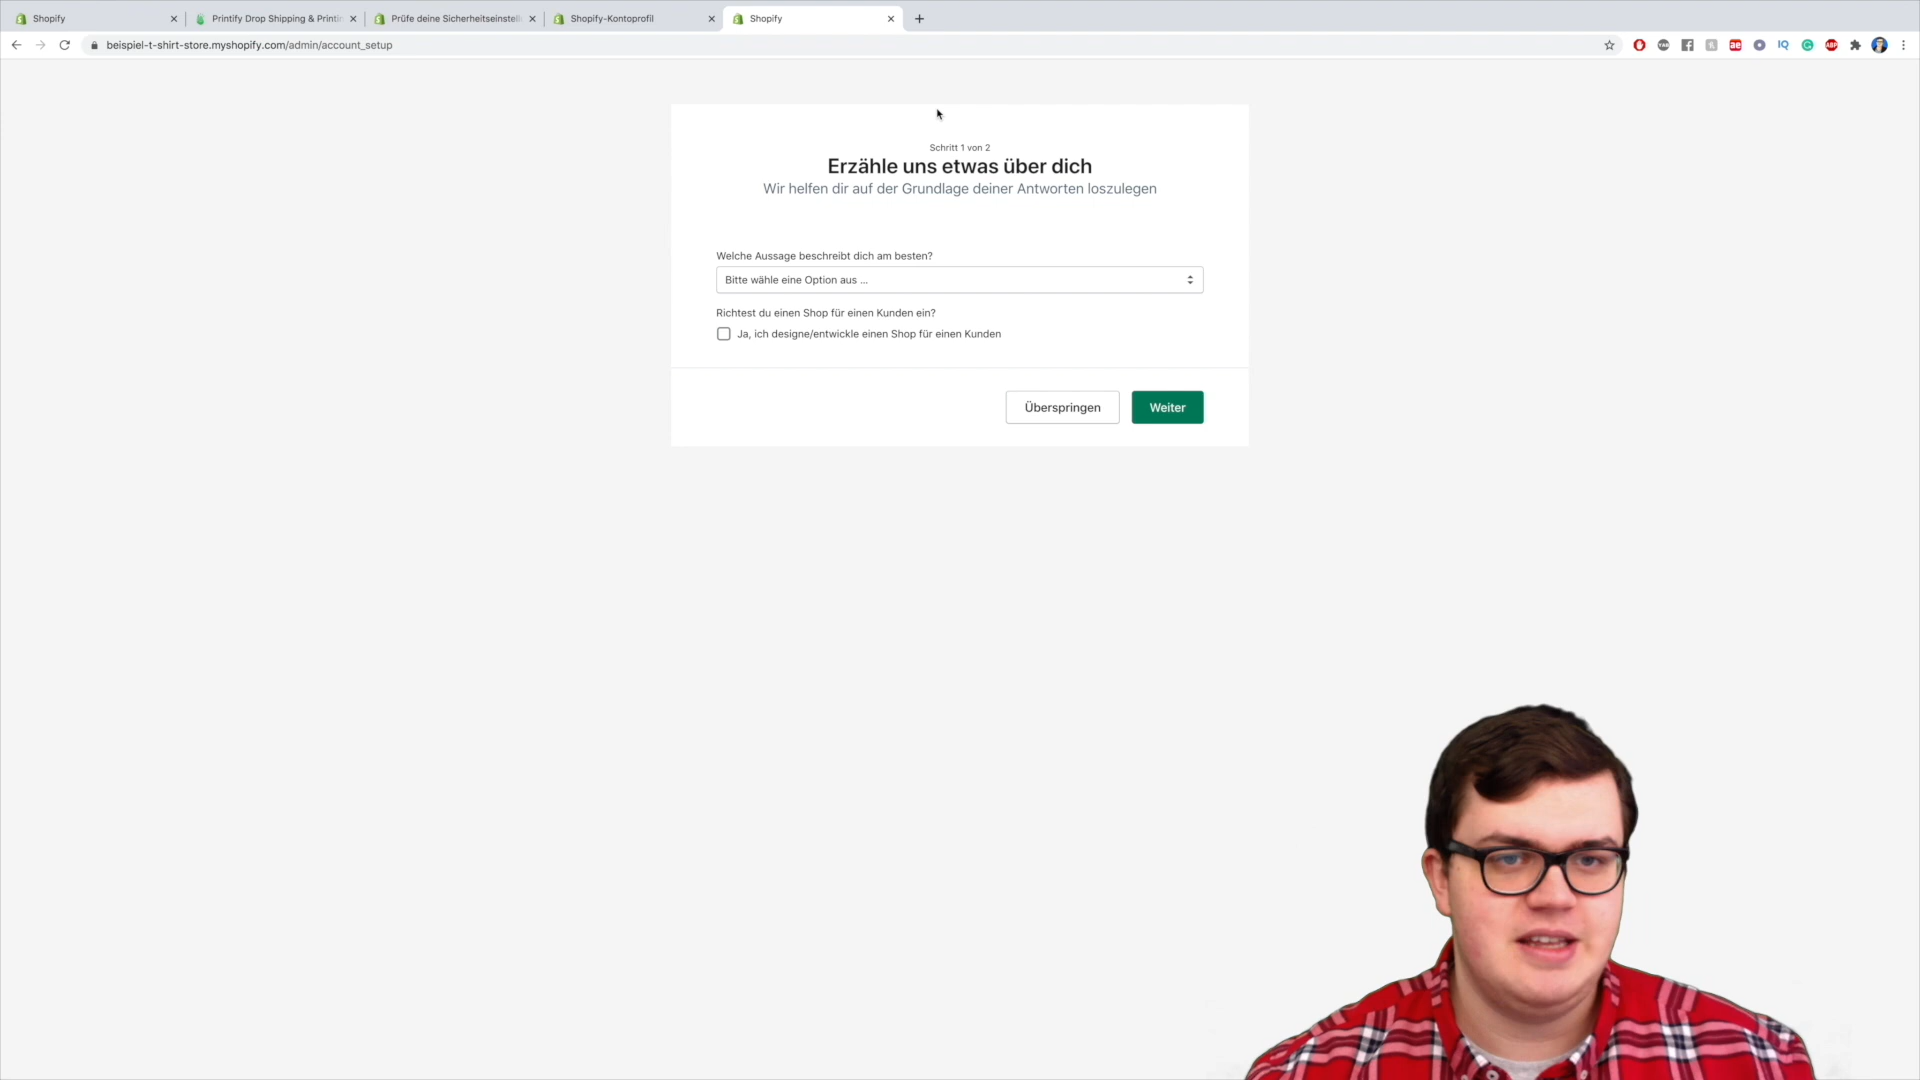 Shopify
Printify Drop Shipping & Printin
Prüfe deine Sicherheitseinstell
Shopify-Kontoprofil
Shopify
beispiel-t-shirt-store.myshopify.com/admin/account_setup
Schritt 1 von 2
Erzähle uns etwas über dich
Wir helfen dir auf der Grundlage deiner Antworten loszulegen
Welche Aussage beschreibt dich am besten?
Bitte wähle eine Option aus ...
Richtest du einen Shop für einen Kunden ein?
Ja, ich designe/entwickle einen Shop für einen Kunden
Überspringen
Weiter